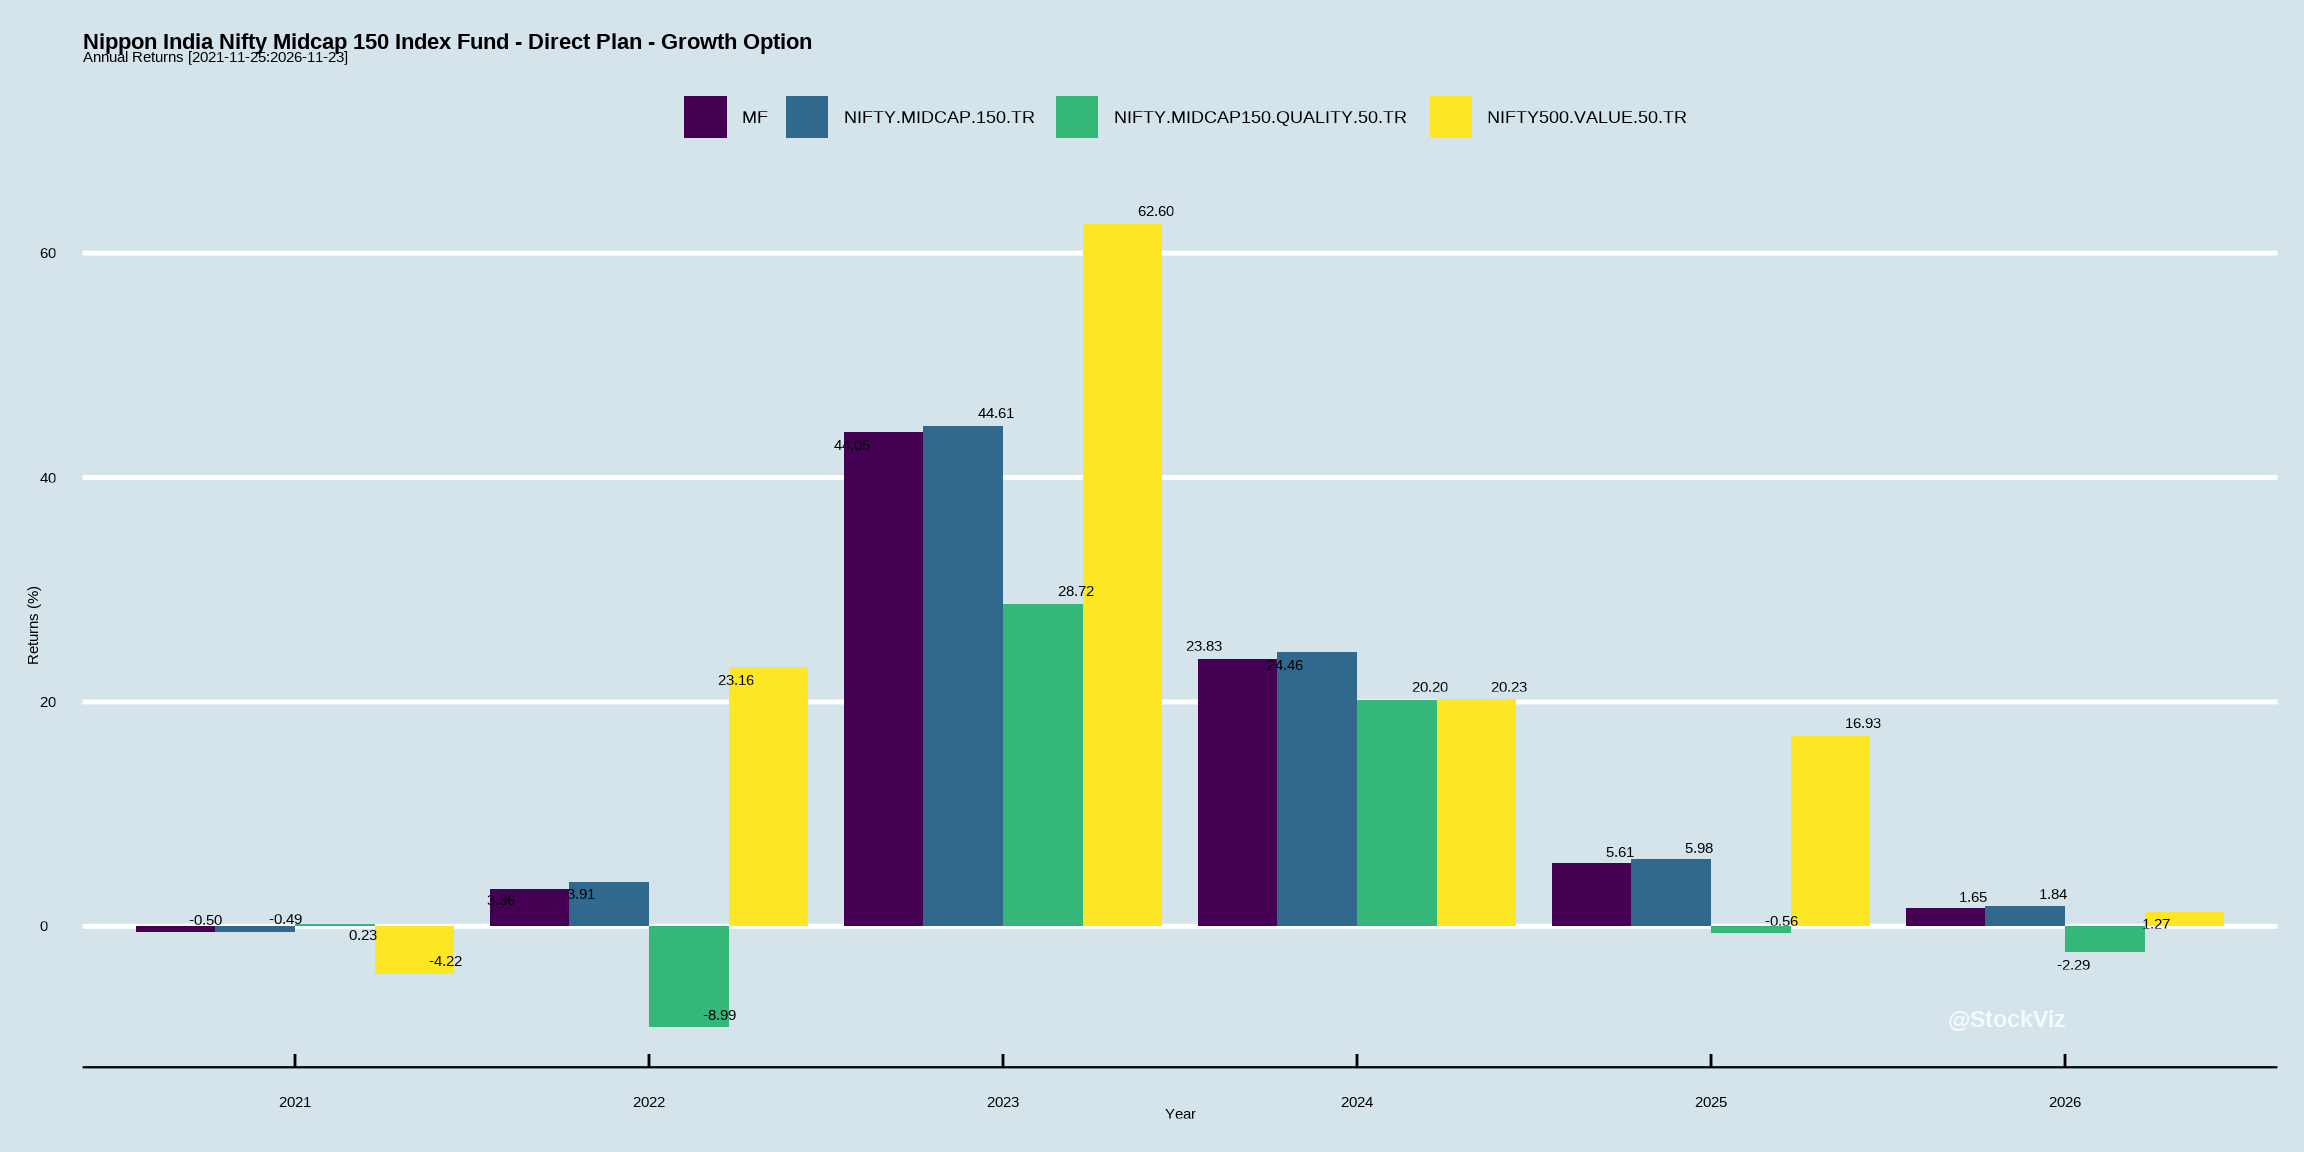 Nippon India Nifty Midcap 150 Index Fund - Direct Plan - Growth Option
Annual Returns [2021-11-25:2026-11-23]
MF NIFTY.MIDCAP.150.TR NIFTY.MIDCAP150.QUALITY.50.TR NIFTY500.VALUE.50.TR
62.60
60
44.61
44.05
40
28.72
Returns (%)
23.83
24.46
23.16
20.20 20.23
20
16.93
5.61 5.98
3.36 3.91
1.65 1.84
-0.50 -0.49 -0.56 1.27
0
0.23
-4.22 -2.29
-8.99
@StockViz
2021 2022 2023 2024 2025 2026
Year